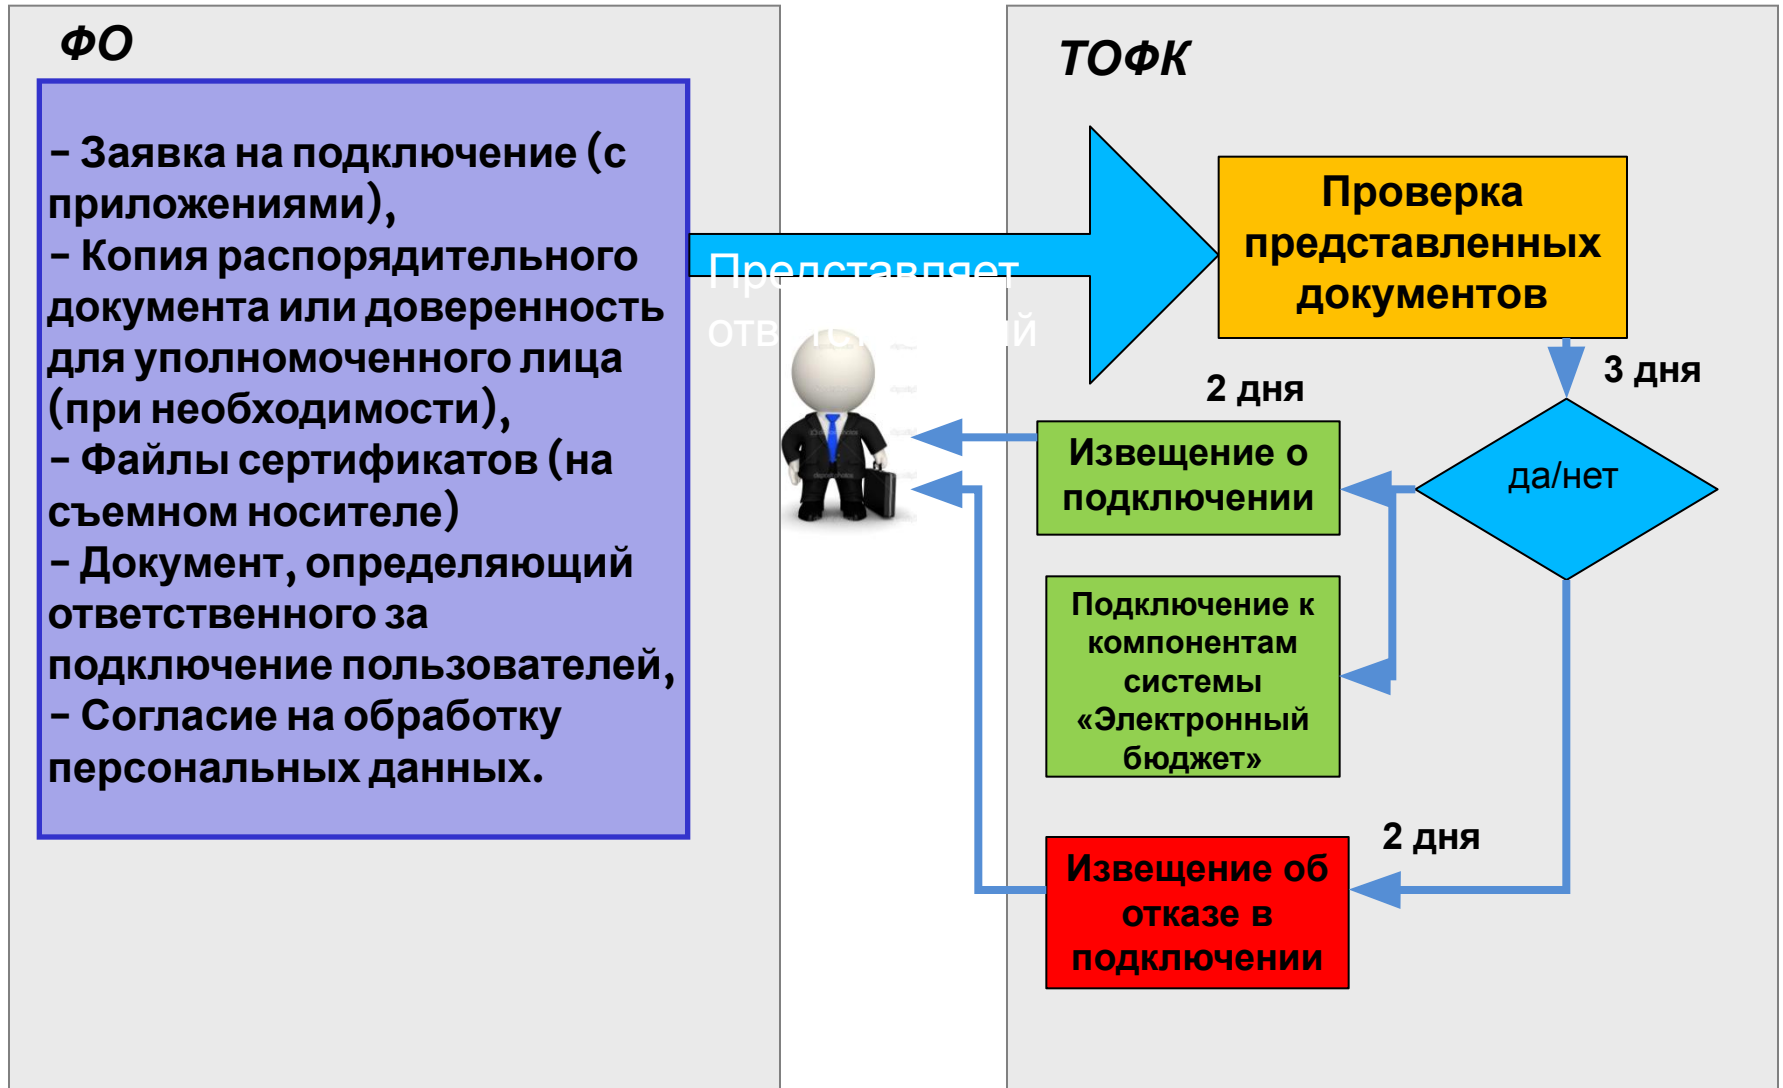 ФО
– Заявка на подключение (с
приложениями),
– Копия распорядительного
документа или доверенность
для уполномоченного лица
(при необходимости),
– Файлы сертификатов (на
съемном носителе)
– Документ, определяющий
ответственного за
подключение пользователей,
– Согласие на обработку
персональных данных.
Представляет
ТОФК
Проверка
представленных
документов
3 дня
да/нет
2 дня
Извещение о
подключении
Подключение к
компонентам
системы
«Электронный
бюджет»
2 дня
Извещение об
отказе в
подключении